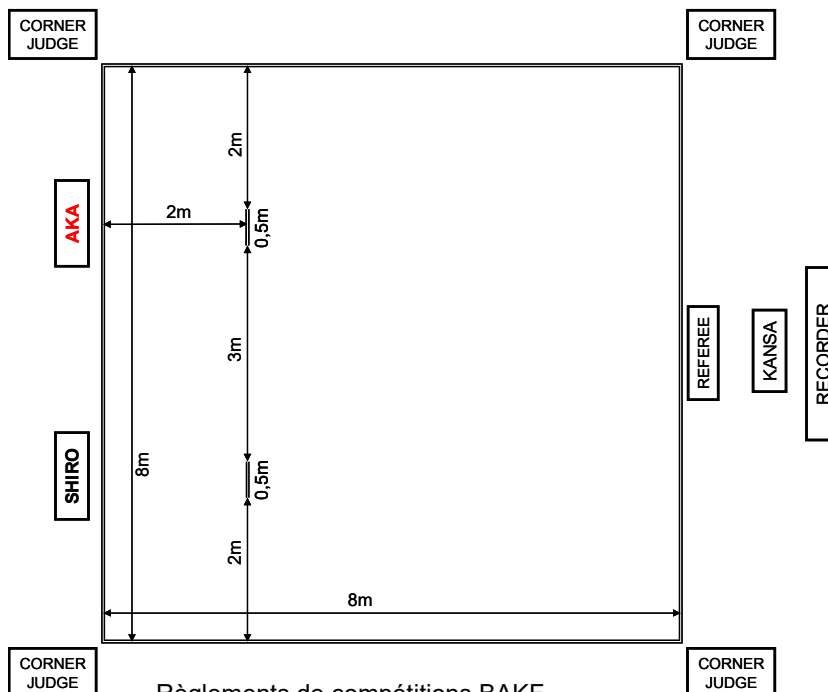 CORNER
JUDGE
CORNER
JUDGE
2m
AKA
2m
0,5m
REFEREE
KANSA
RECORDER
3m
SHIRO
8m
0,5m
2m
8m
CORNER
JUDGE
CORNER
JUDGE
Règlements de compétitions BAKF